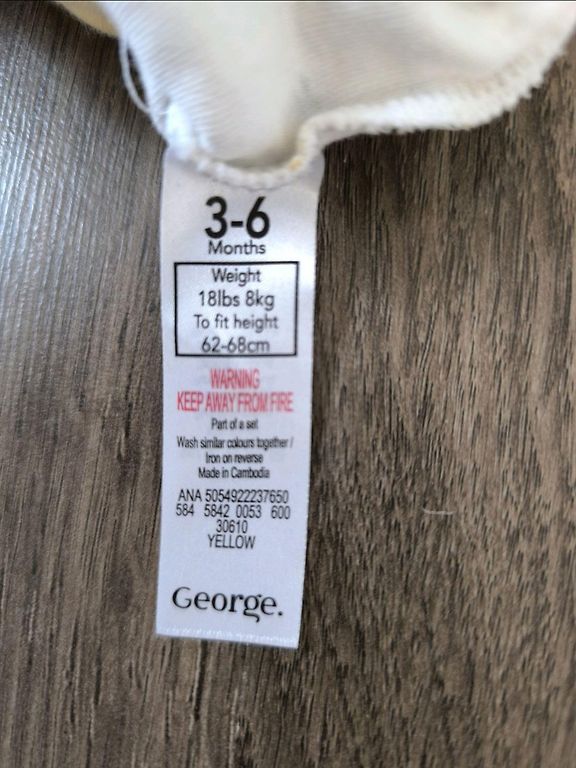 3-6
Months
Weight
18lbs 8kg
To fit height
62-68cm
WARNING
KEEP AWAY FROM FIRE
Part of a set
Wash similar colours together /
Iron on reverse
Made in Cambodia
ANA 5054922237650
584 5842 0053 600
30610
YELLOW
George.